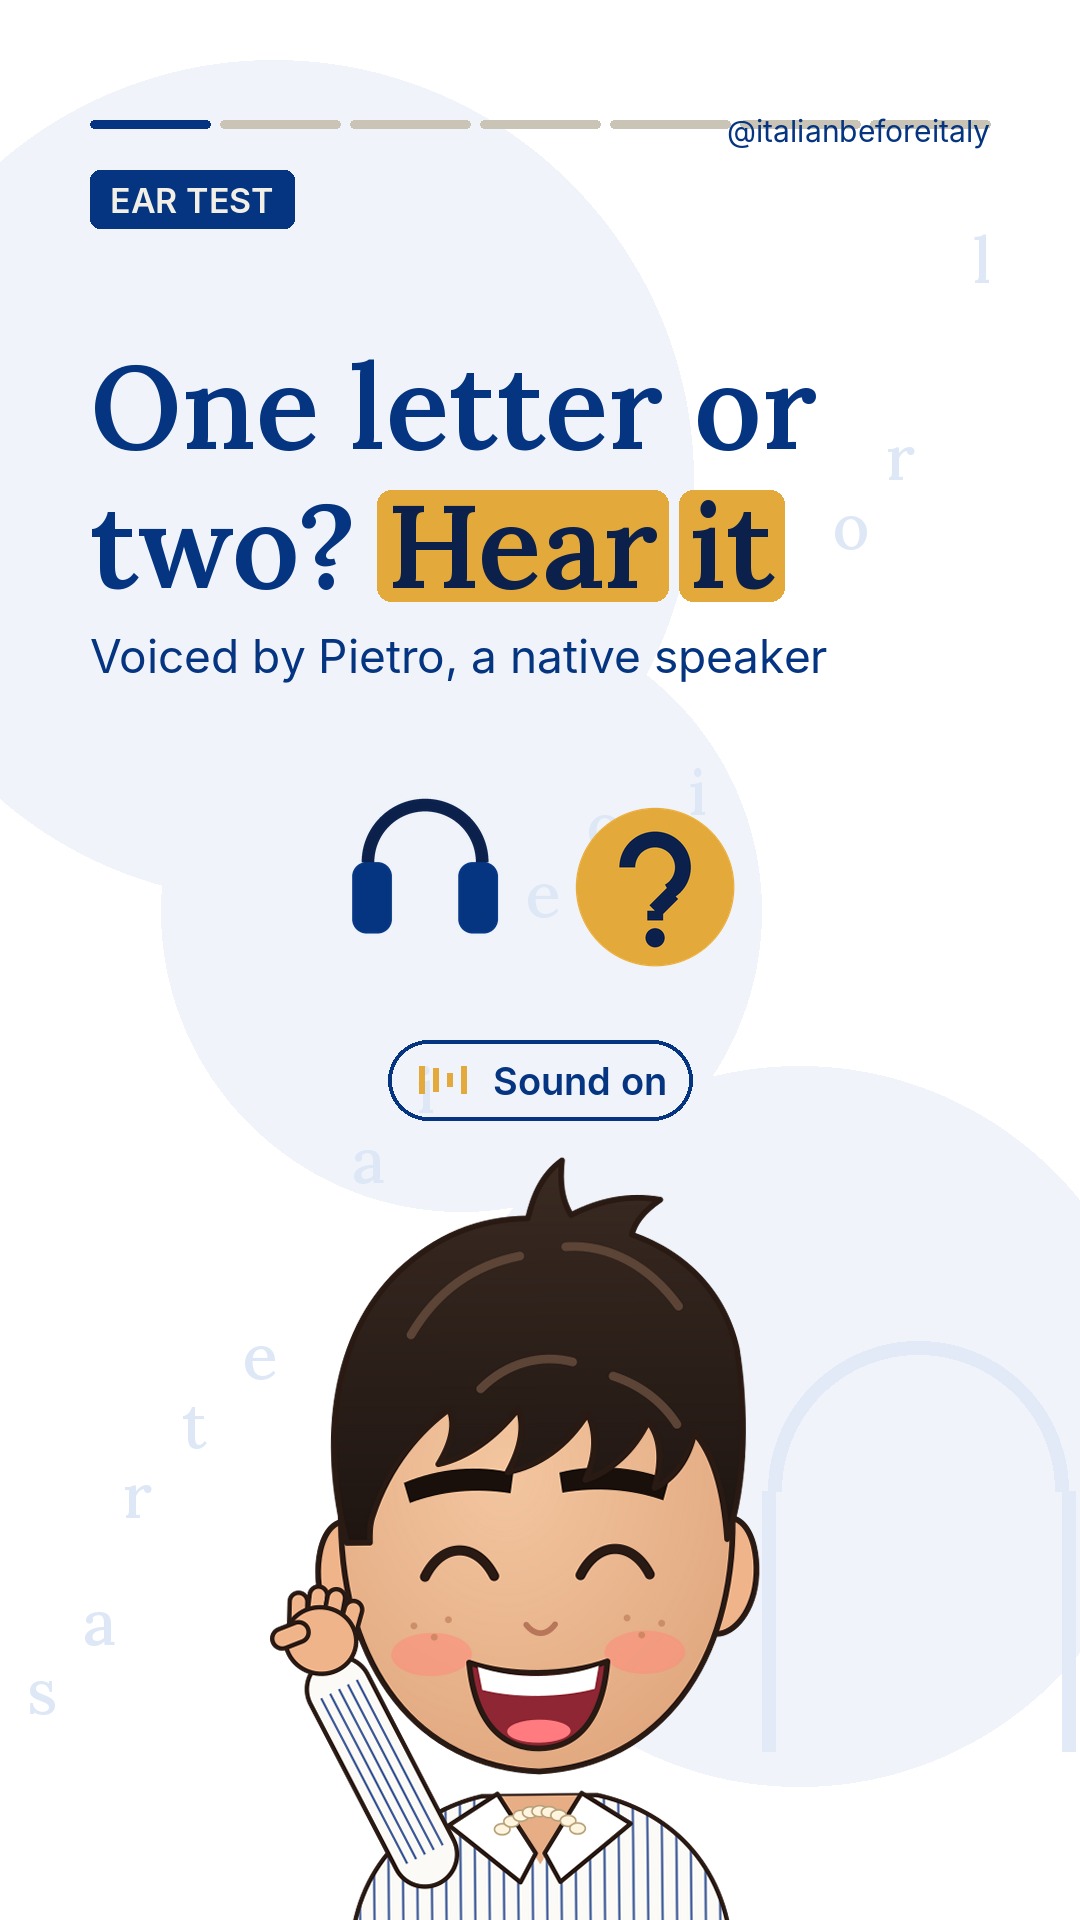 @italianbeforeitaly
EAR TEST
l
One letter or
r
two? Hear it
o
Voiced by Pietro, a native speaker
i
e
Sound on
i
a
e
t
r
a
s